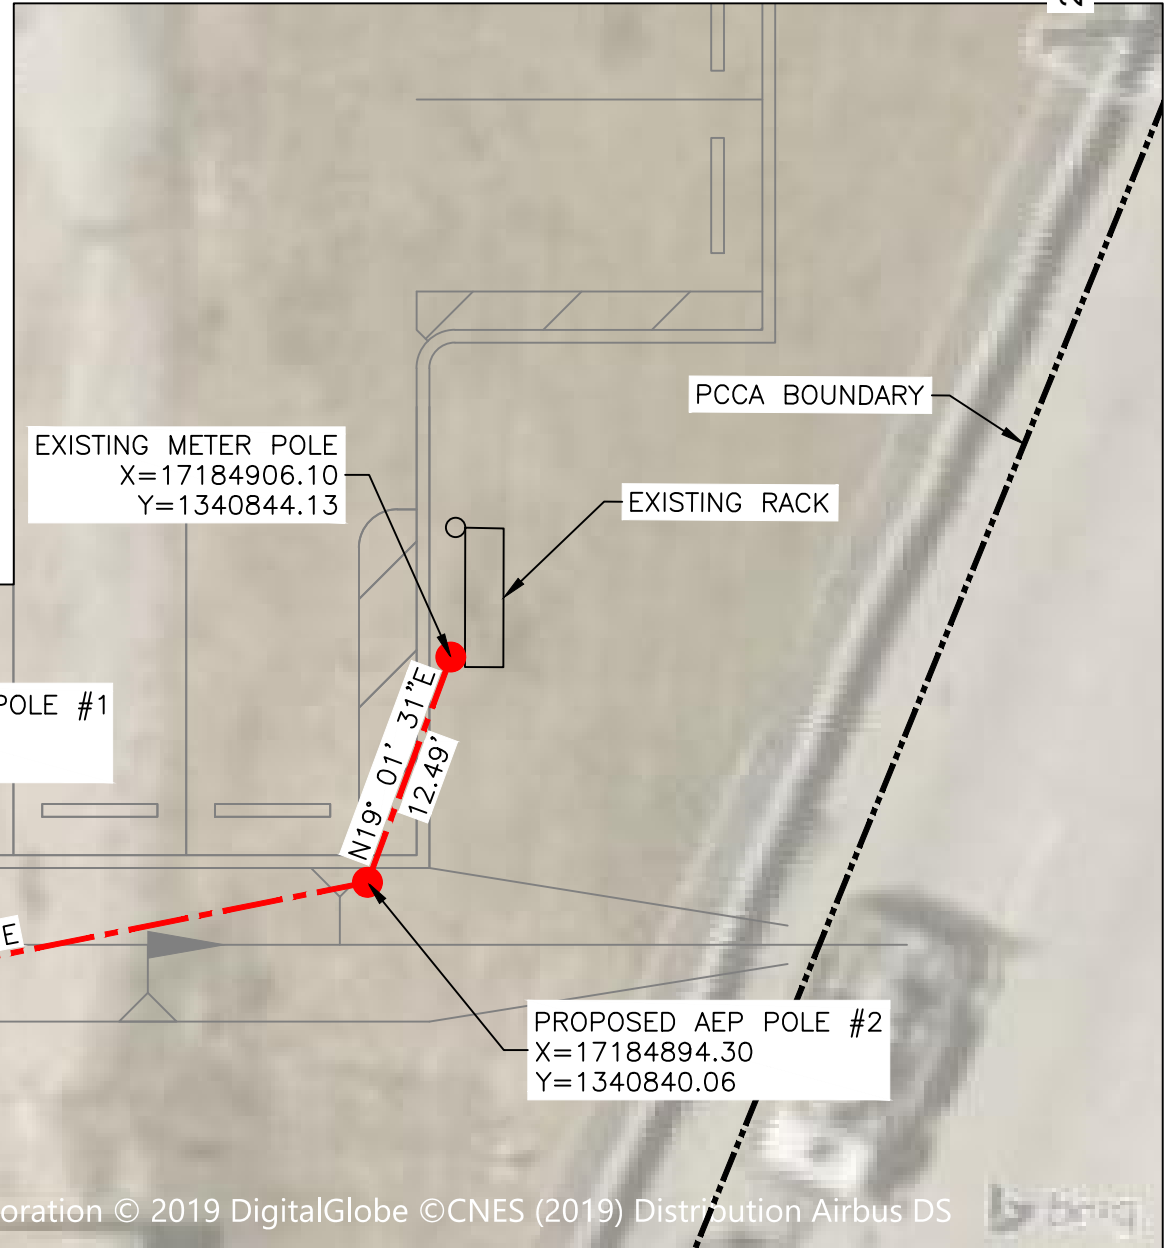 EXISTING METER POLE
X=17184906.10
Y=1340844.13
PCCA BOUNDARY
EXISTING RACK
POLE #1
N19° 01' 31"E
12.49'
E
PROPOSED AEP POLE #2
X=17184894.30
Y=1340840.06
oration © 2019 DigitalGlobe ©CNES (2019) Distribution Airbus DS